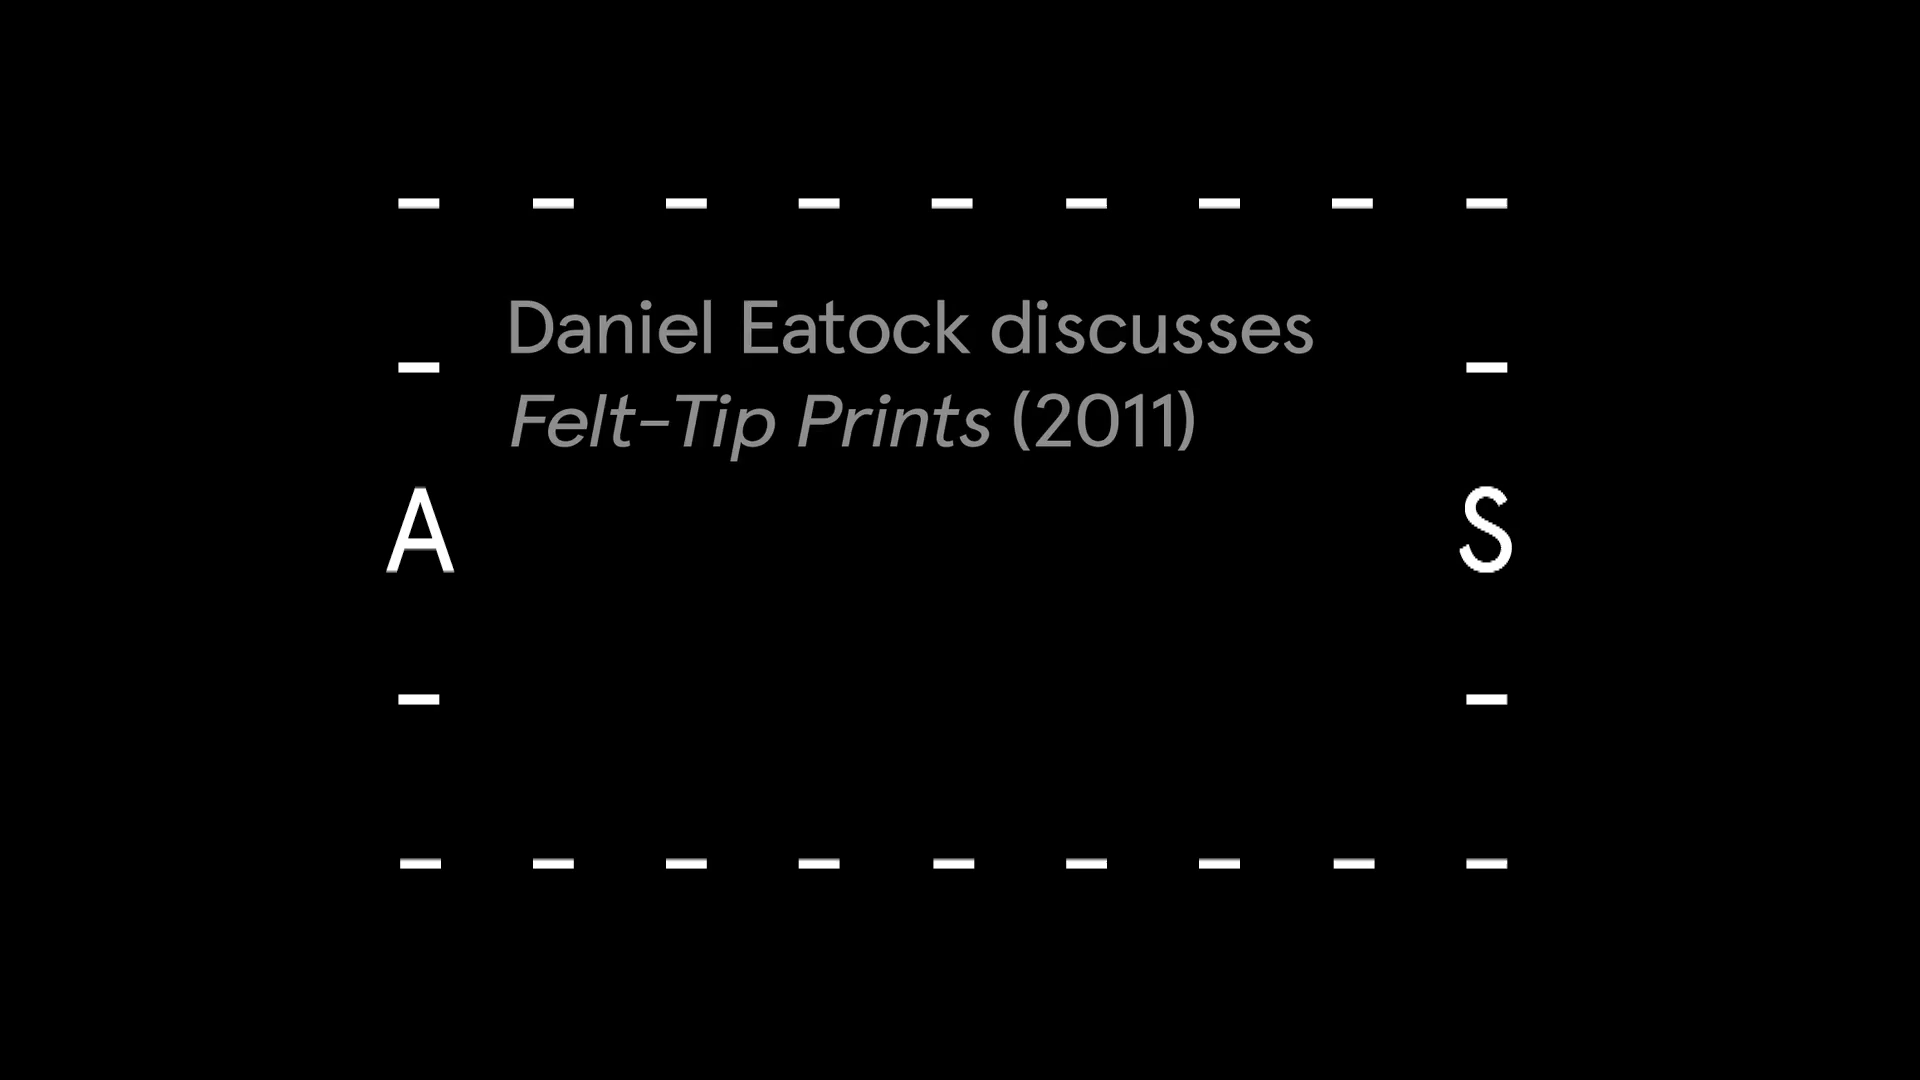 Daniel Eatock discusses
Felt-Tip Prints (2011)
A
S